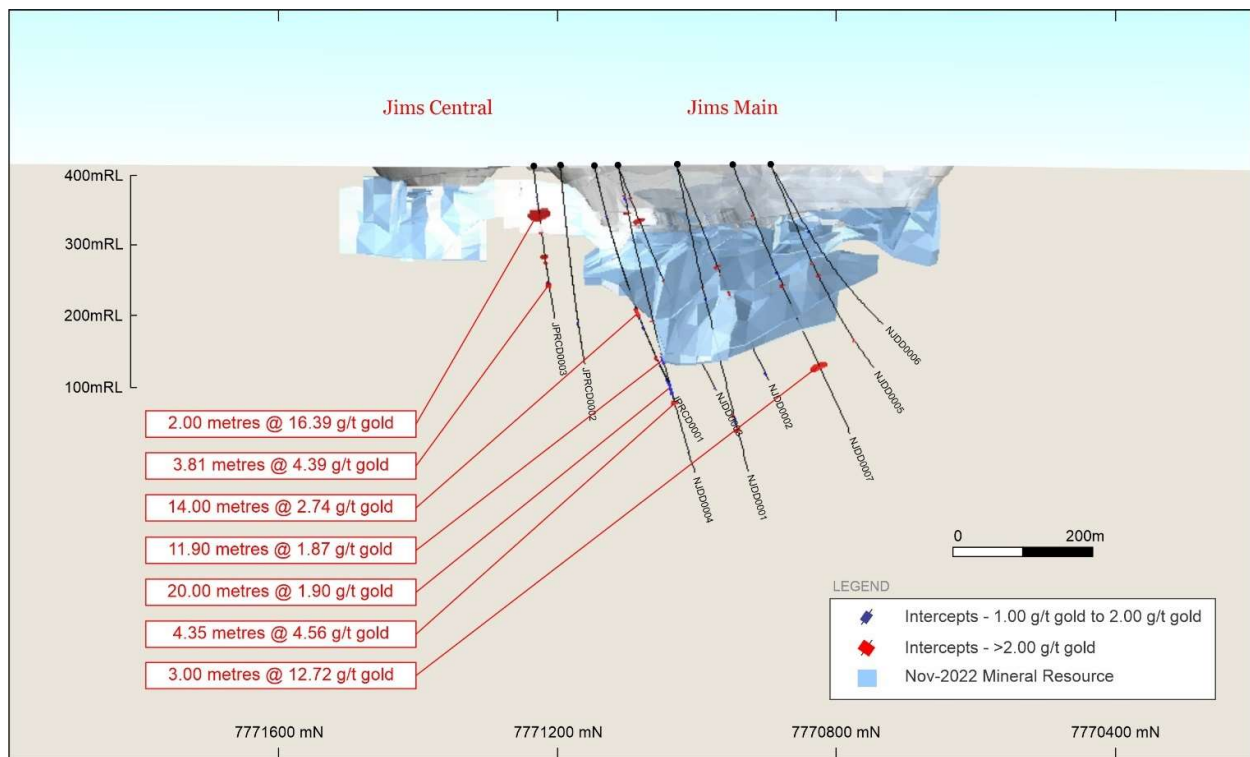 Jims Central
Jims Main
400mRL
300mRL
200mRL
100mRL
JPRCD0003
JPRCD0002
JPRCD0001
NJDD0004
NJDD0003
NJDD0001
NJDD0002
NJDD0007
NJDD0005
NJDD0006
2.00 metres @ 16.39 g/t gold
3.81 metres @ 4.39 g/t gold
14.00 metres @ 2.74 g/t gold
11.90 metres @ 1.87 g/t gold
20.00 metres @ 1.90 g/t gold
4.35 metres @ 4.56 g/t gold
3.00 metres @ 12.72 g/t gold
0
200m
LEGEND
Intercepts - 1.00 g/t gold to 2.00 g/t gold
Intercepts - >2.00 g/t gold
Nov-2022 Mineral Resource
7771600 mN
7771200 mN
7770800 mN
7770400 mN